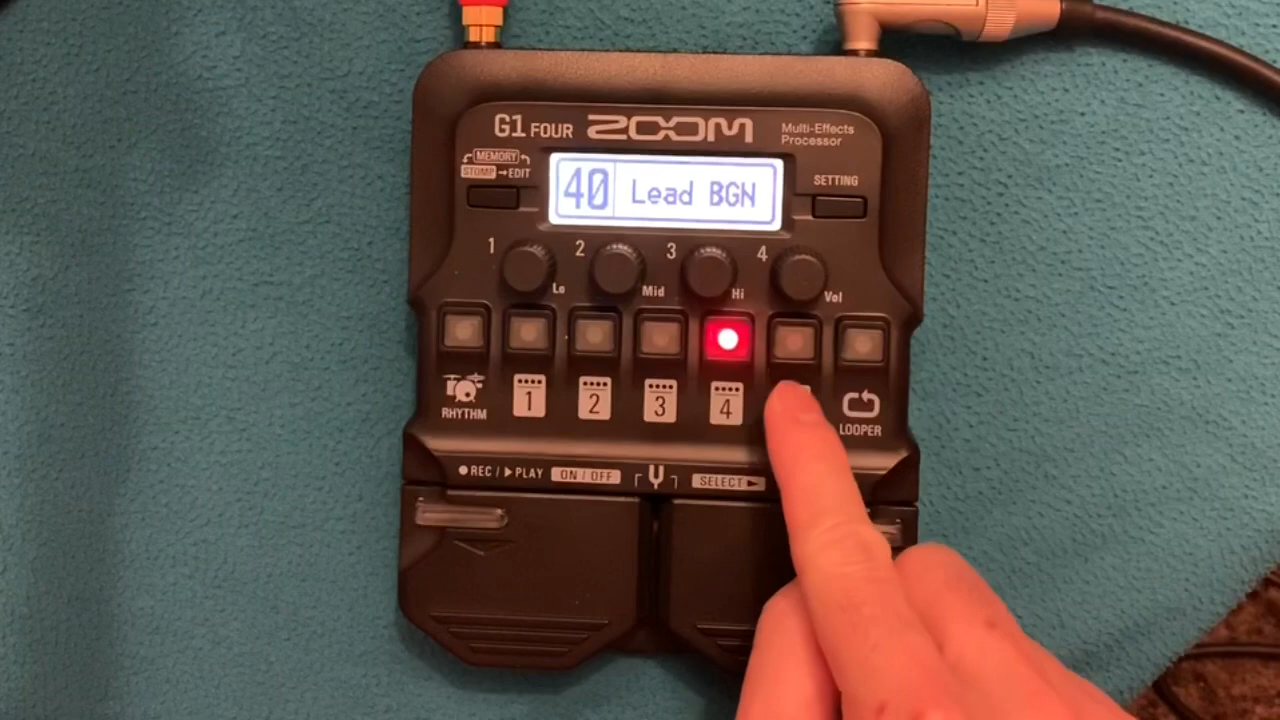 G1 FOUR ZOOM Multi-Effects
Processor
MEMORY
STOMP → EDIT
40 Lead BGN
SETTING
1 2 3 4
Lo Mid Hi Vol
RHYTHM 1 2 3 4 LOOPER
●REC / ▶PLAY ON / OFF SELECT ►